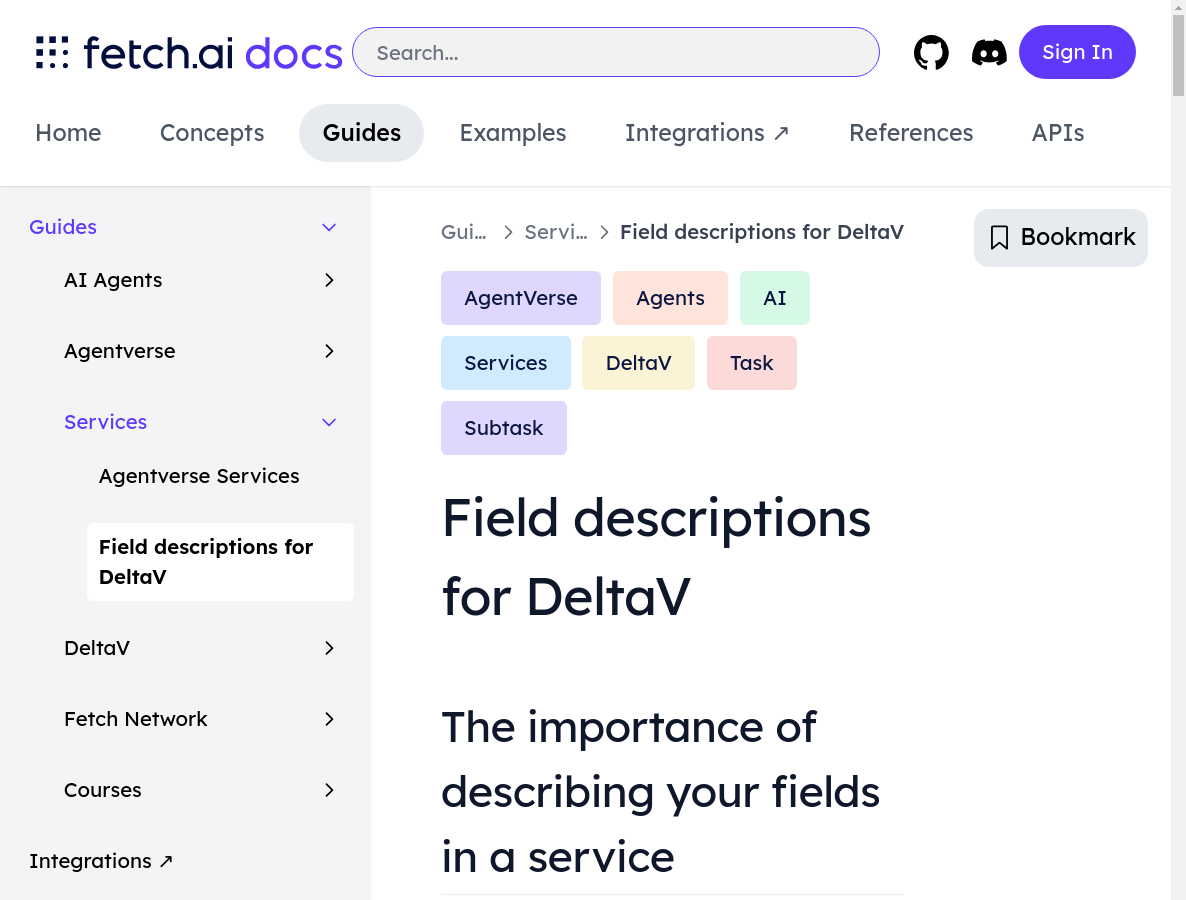 fetch.ai docs
Search...
Sign In
Home
Concepts
Guides
Examples
Integrations ↗
References
APIs
Guides
AI Agents
Agentverse
Services
Agentverse Services
Field descriptions for
DeltaV
DeltaV
Fetch Network
Courses
Integrations ↗
Gui... > Servi... > Field descriptions for DeltaV
Bookmark
AgentVerse
Agents
AI
Services
DeltaV
Task
Subtask
Field descriptions
for DeltaV
The importance of
describing your fields
in a service